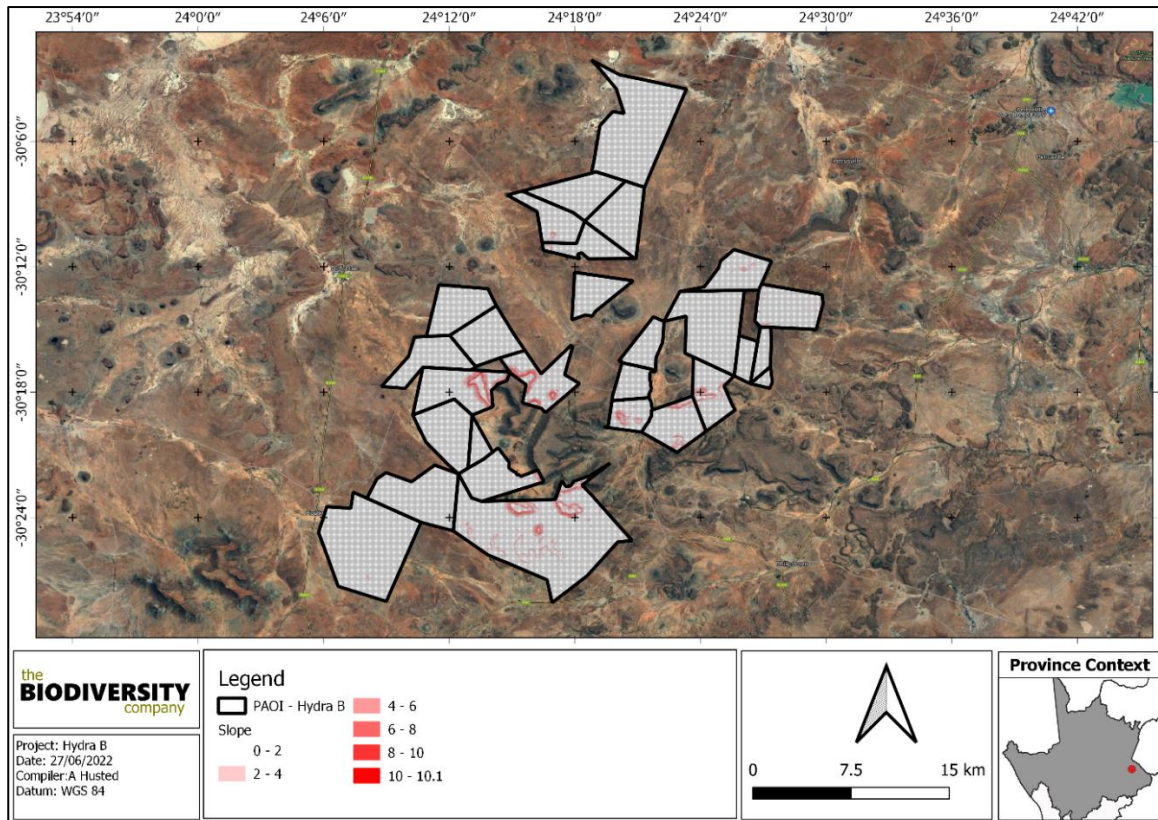 23°54′0″ 24°0′0″ 24°6′0″ 24°12′0″ 24°18′0″ 24°24′0″ 24°30′0″ 24°36′0″ 24°42′0″
-30°6′0″
-30°12′0″
-30°18′0″
-30°24′0″
the
BIODIVERSITY
company
Project: Hydra B
Date: 27/06/2022
Compiler:A Husted
Datum: WGS 84
Legend
PAOI - Hydra B
Slope
0 - 2
2 - 4
4 - 6
6 - 8
8 - 10
10 - 10.1
0 7.5 15 km
Province Context